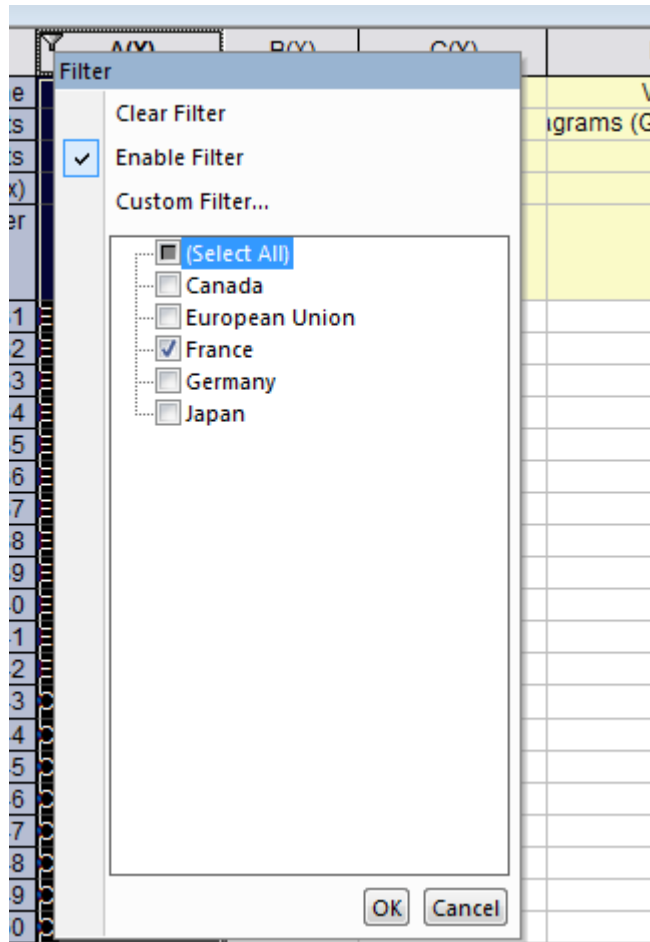 A(Y) B(Y) C(Y)
Filter
Clear Filter
Enable Filter
Custom Filter...
(Select All)
Canada
European Union
France
Germany
Japan
OK Cancel